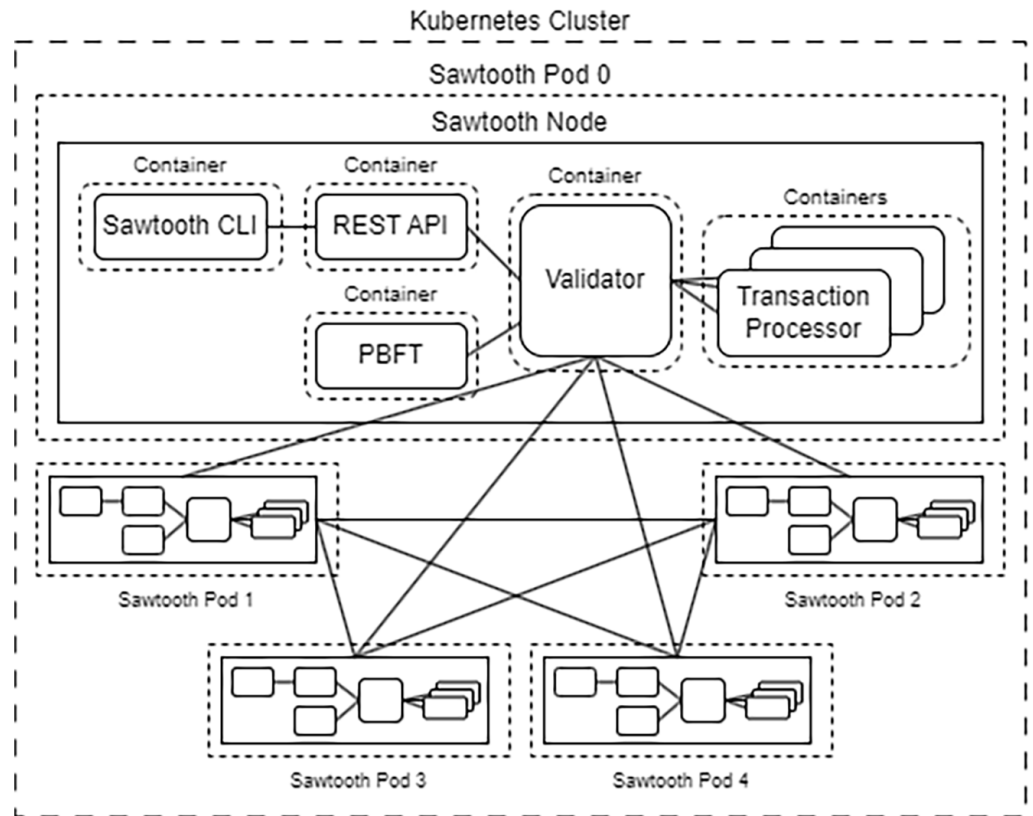 Kubernetes Cluster
Sawtooth Pod 0
Sawtooth Node
Container
Container
Container
Containers
Sawtooth CLI
REST API
Validator
Transaction
Processor
Container
PBFT
Sawtooth Pod 1
Sawtooth Pod 2
Sawtooth Pod 3
Sawtooth Pod 4